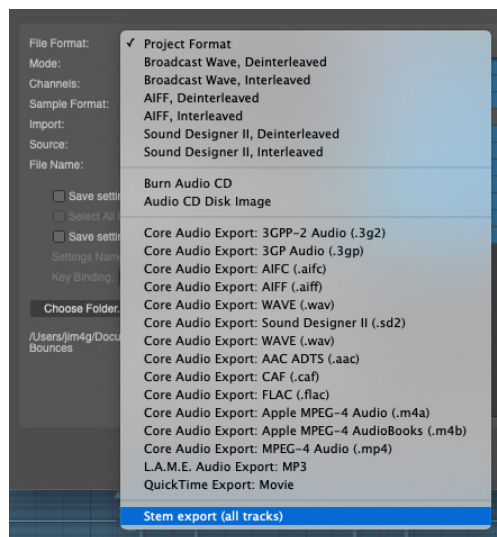 File Format:
✓ Project Format
Mode:
Broadcast Wave, Deinterleaved
Channels:
Broadcast Wave, Interleaved
AIFF, Deinterleaved
Sample Format:
AIFF, Interleaved
Import:
Sound Designer II, Deinterleaved
Source:
Sound Designer II, Interleaved
File Name:
Burn Audio CD
Save settin
Audio CD Disk Image
Select All
Core Audio Export: 3GPP-2 Audio (.3g2)
Save settin
Core Audio Export: 3GP Audio (.3gp)
Settings Nam
Core Audio Export: AIFC (.aifc)
Key Binding:
Core Audio Export: AIFF (.aiff)
Core Audio Export: WAVE (.wav)
Choose Folder.
Core Audio Export: Sound Designer II (.sd2)
/Users/jim4g/Docu
Core Audio Export: WAVE (.wav)
Bounces
Core Audio Export: AAC ADTS (.aac)
Core Audio Export: CAF (.caf)
Core Audio Export: FLAC (.flac)
Core Audio Export: Apple MPEG-4 Audio (.m4a)
Core Audio Export: Apple MPEG-4 AudioBooks (.m4b)
Core Audio Export: MPEG-4 Audio (.mp4)
L.A.M.E. Audio Export: MP3
QuickTime Export: Movie
Stem export (all tracks)